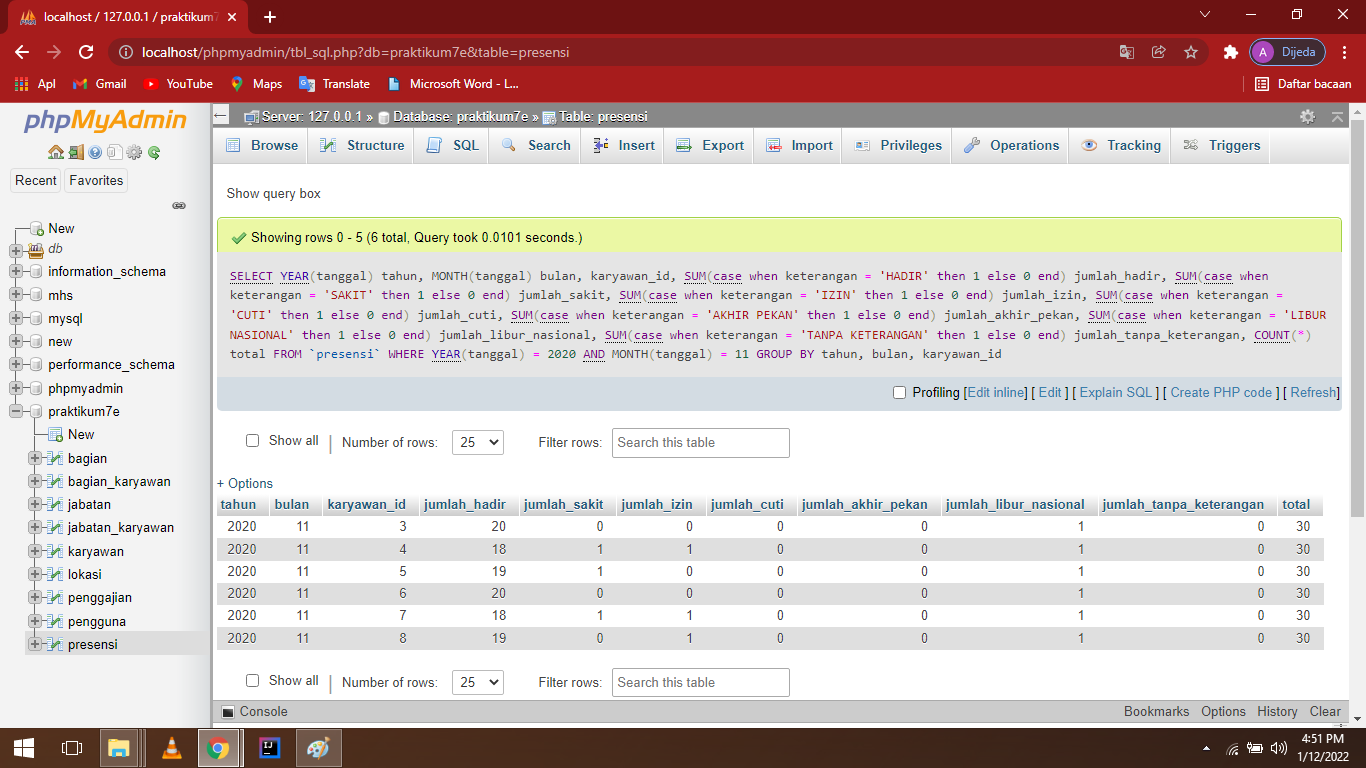 localhost / 127.0.0.1 / praktikum7
localhost/phpmyadmin/tbl_sql.php?db=praktikum7e&table=presensi
A Dijeda
Apl Gmail YouTube Maps Translate Microsoft Word - L... Daftar bacaan
phpMyAdmin
Recent Favorites
New
db
information_schema
mhs
mysql
new
performance_schema
phpmyadmin
praktikum7e
New
bagian
bagian_karyawan
jabatan
jabatan_karyawan
karyawan
lokasi
penggajian
pengguna
presensi
Server: 127.0.0.1 » Database: praktikum7e » Table: presensi
Browse Structure SQL Search Insert Export Import Privileges Operations Tracking Triggers
Show query box
Showing rows 0 - 5 (6 total, Query took 0.0101 seconds.)
SELECT YEAR(tanggal) tahun, MONTH(tanggal) bulan, karyawan_id, SUM(case when keterangan = 'HADIR' then 1 else 0 end) jumlah_hadir, SUM(case when
keterangan = 'SAKIT' then 1 else 0 end) jumlah_sakit, SUM(case when keterangan = 'IZIN' then 1 else 0 end) jumlah_izin, SUM(case when keterangan =
'CUTI' then 1 else 0 end) jumlah_cuti, SUM(case when keterangan = 'AKHIR PEKAN' then 1 else 0 end) jumlah_akhir_pekan, SUM(case when keterangan = 'LIBUR
NASIONAL' then 1 else 0 end) jumlah_libur_nasional, SUM(case when keterangan = 'TANPA KETERANGAN' then 1 else 0 end) jumlah_tanpa_keterangan, COUNT(*)
total FROM `presensi` WHERE YEAR(tanggal) = 2020 AND MONTH(tanggal) = 11 GROUP BY tahun, bulan, karyawan_id
Profiling [Edit inline] [ Edit ] [ Explain SQL ] [ Create PHP code ] [ Refresh]
Show all | Number of rows: 25 Filter rows: Search this table
+ Options
tahun bulan karyawan_id jumlah_hadir jumlah_sakit jumlah_izin jumlah_cuti jumlah_akhir_pekan jumlah_libur_nasional jumlah_tanpa_keterangan total
2020 11 3 20 0 0 0 0 1 0 30
2020 11 4 18 1 1 0 0 1 0 30
2020 11 5 19 1 0 0 0 1 0 30
2020 11 6 20 0 0 0 0 1 0 30
2020 11 7 18 1 1 0 0 1 0 30
2020 11 8 19 0 1 0 0 1 0 30
Show all | Number of rows: 25 Filter rows: Search this table
Console Bookmarks Options History Clear
4:51 PM
1/12/2022